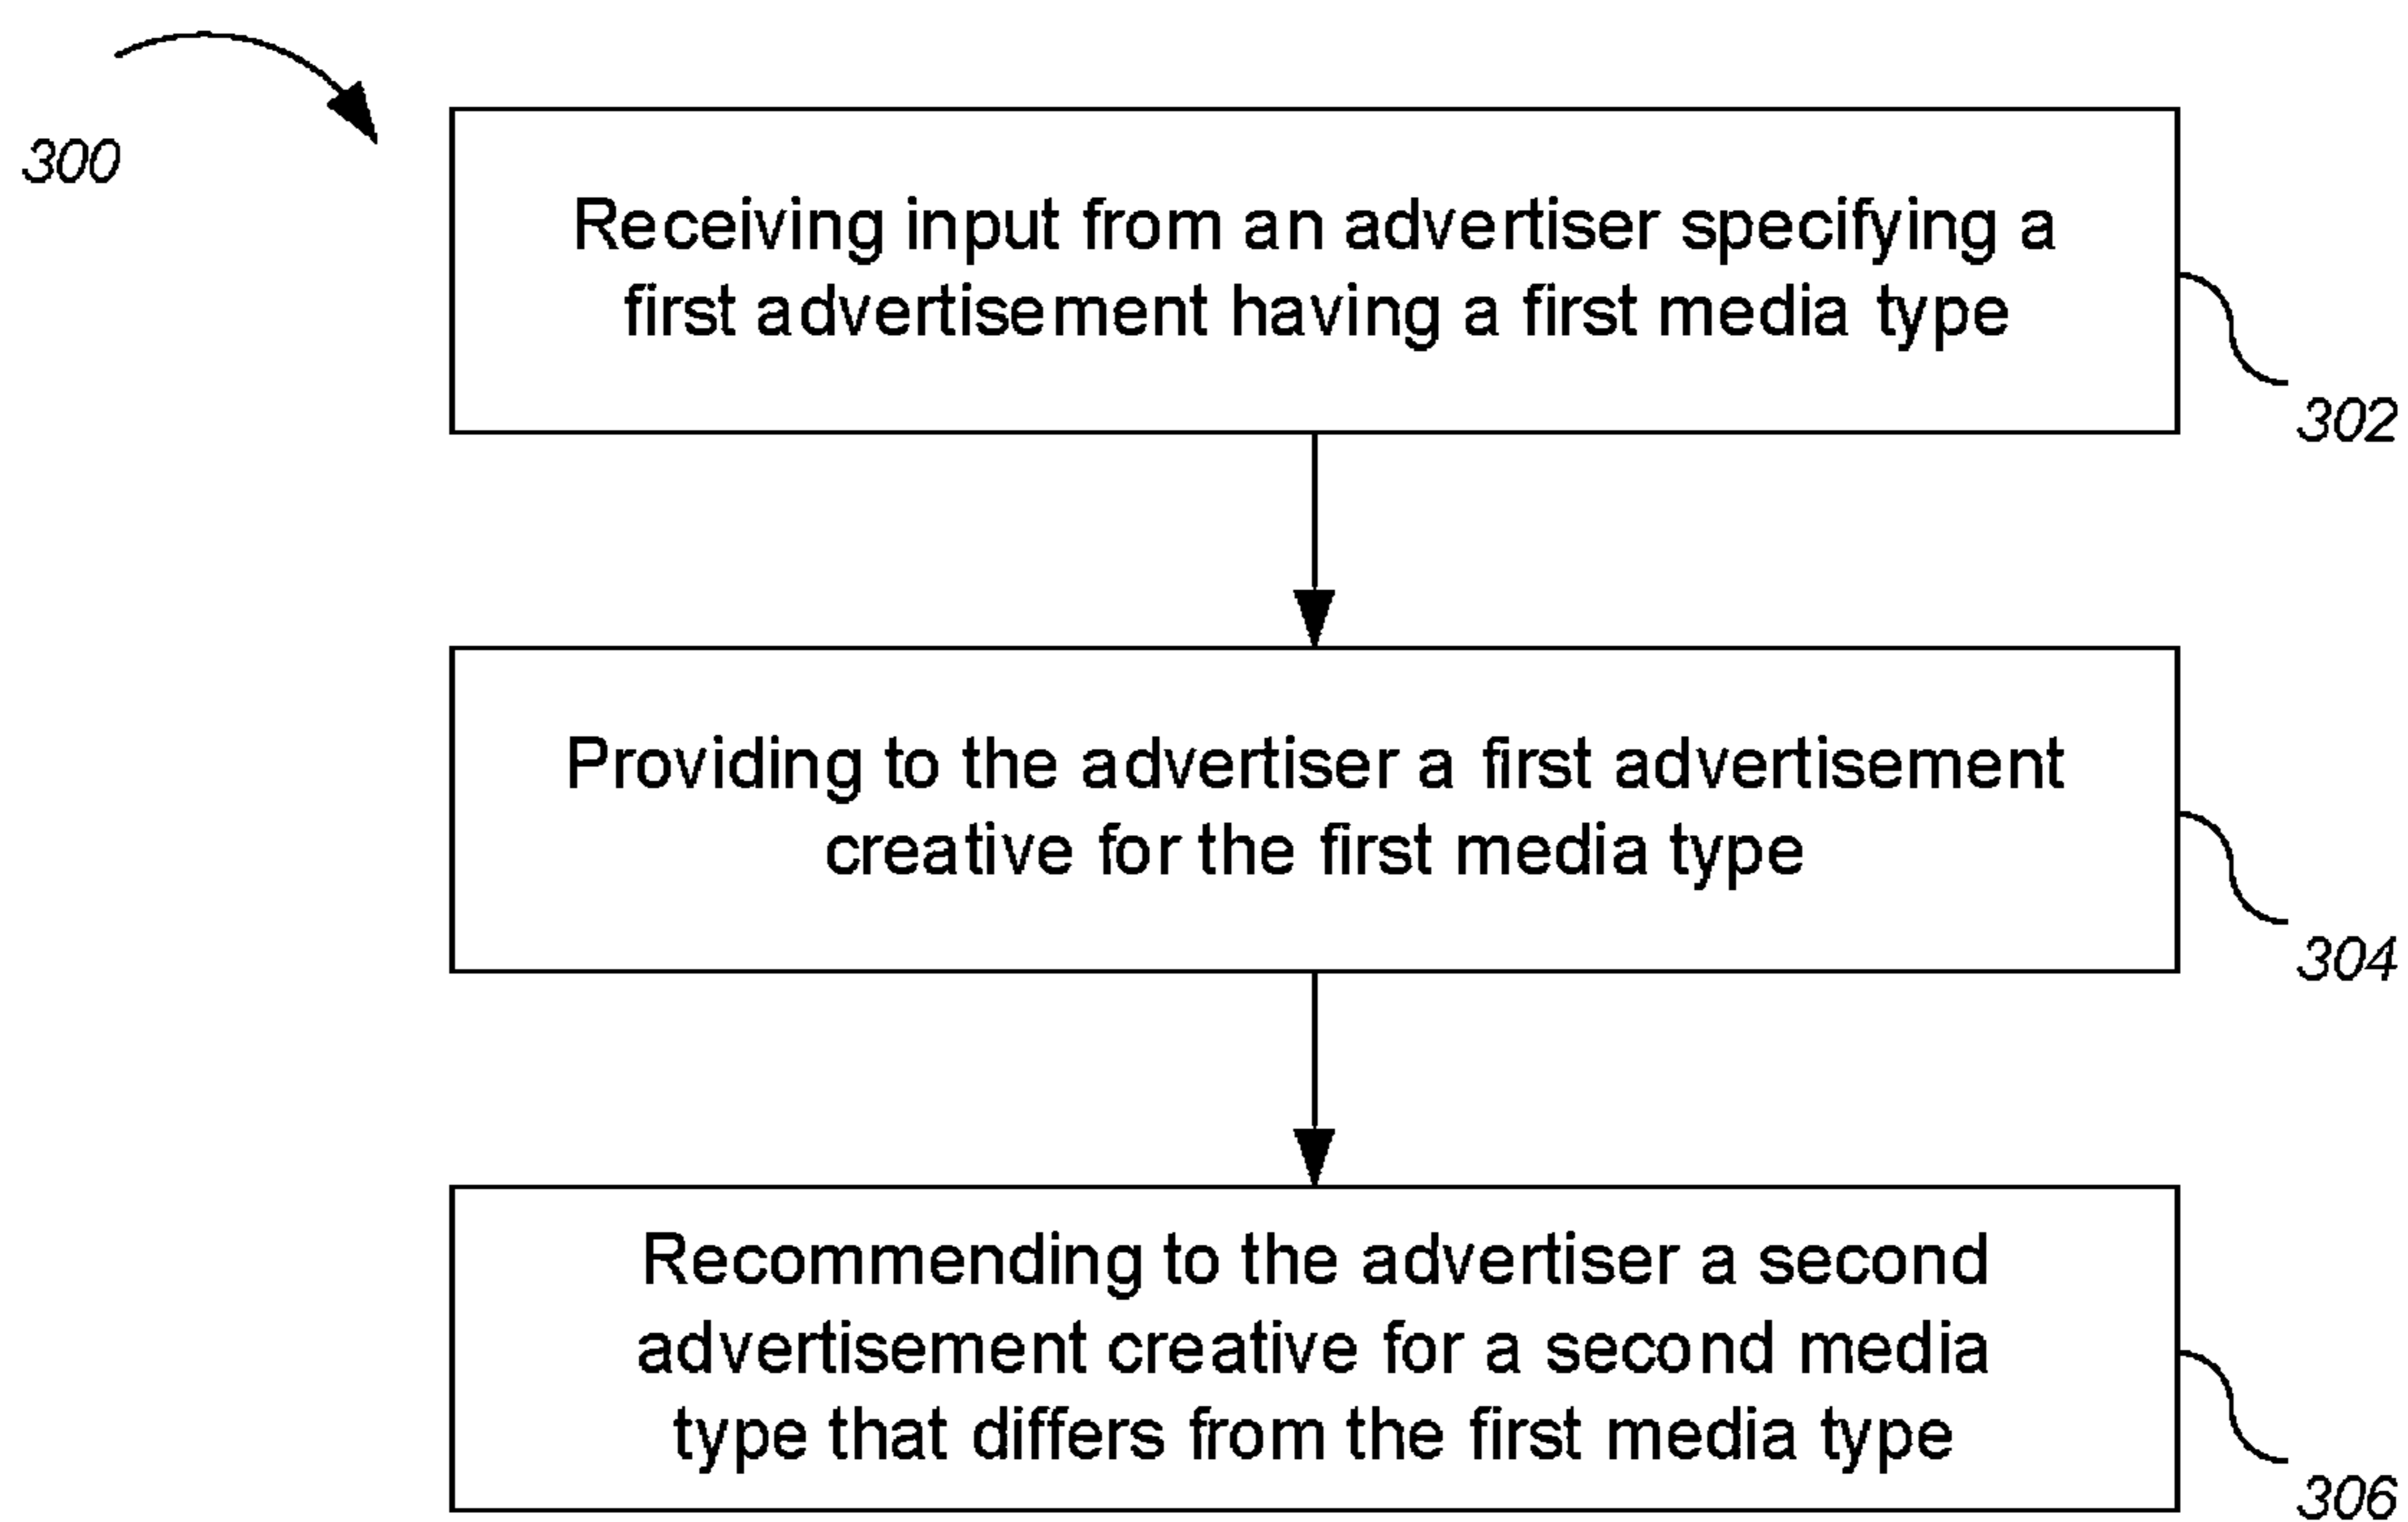 300
Receiving input from an advertiser specifying a
first advertisement having a first media type
302
Providing to the advertiser a first advertisement
creative for the first media type
304
Recommending to the advertiser a second
advertisement creative for a second media
type that differs from the first media type
306